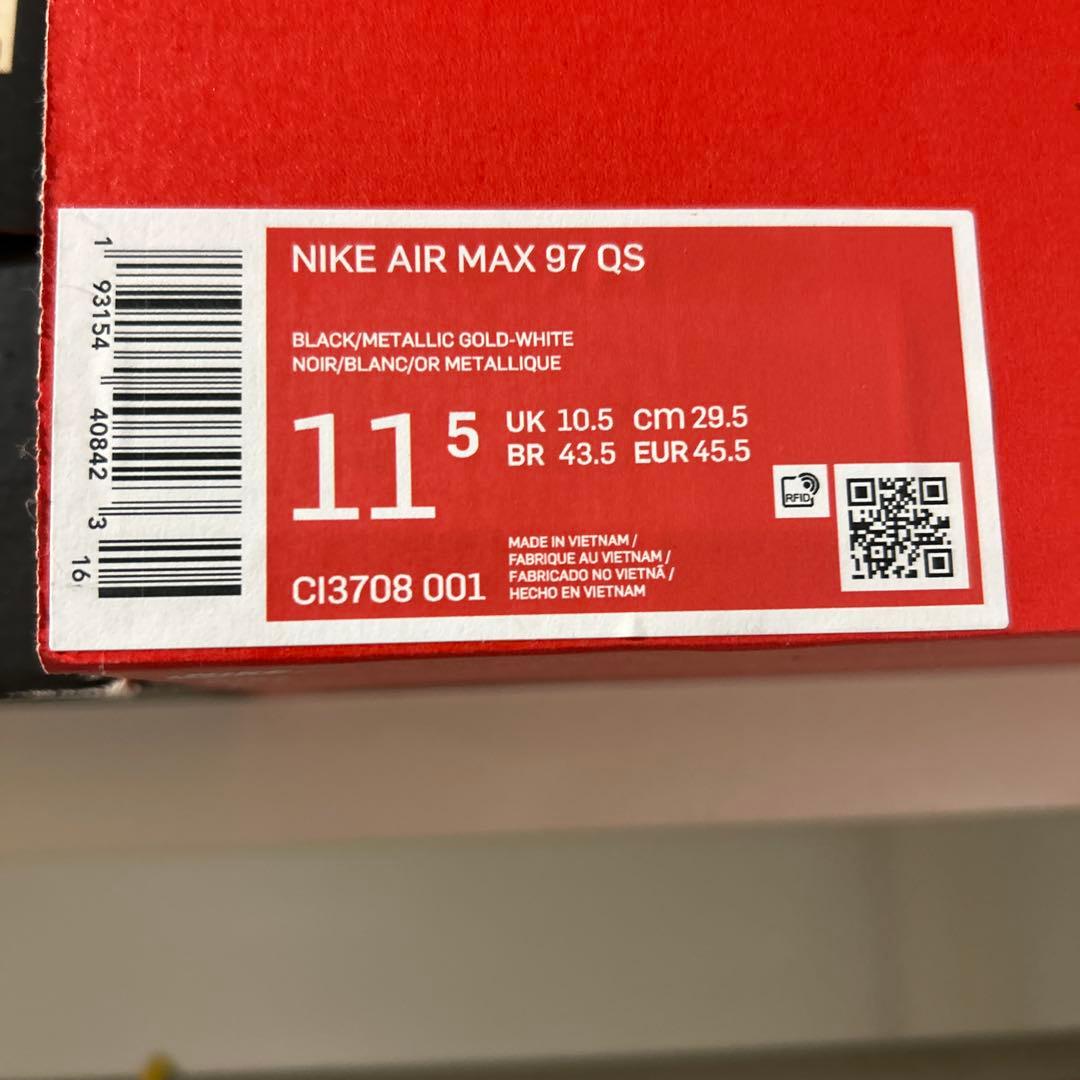 NIKE AIR MAX 97 QS
BLACK/METALLIC GOLD-WHITE
NOIR/BLANC/OR METALLIQUE
11 5
UK 10.5 cm 29.5
BR 43.5 EUR 45.5
RFID
CI3708 001
MADE IN VIETNAM /
FABRIQUE AU VIETNAM /
FABRICADO NO VIETNÃ /
HECHO EN VIETNAM
1 93154 40842 3 16